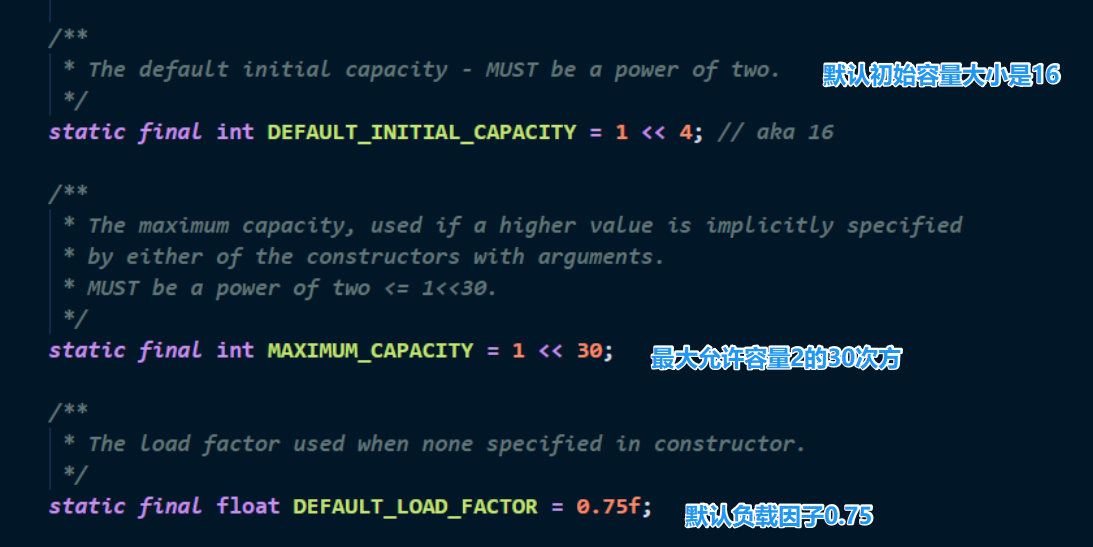 /**
* The default initial capacity - MUST be a power of two. 默认初始容量大小是16
*/
static final int DEFAULT_INITIAL_CAPACITY = 1 << 4; // aka 16
/**
* The maximum capacity, used if a higher value is implicitly specified
* by either of the constructors with arguments.
* MUST be a power of two <= 1<<30.
*/
static final int MAXIMUM_CAPACITY = 1 << 30; 最大允许容量2的30次方
/**
* The load factor used when none specified in constructor.
*/
static final float DEFAULT_LOAD_FACTOR = 0.75f; 默认负载因子0.75